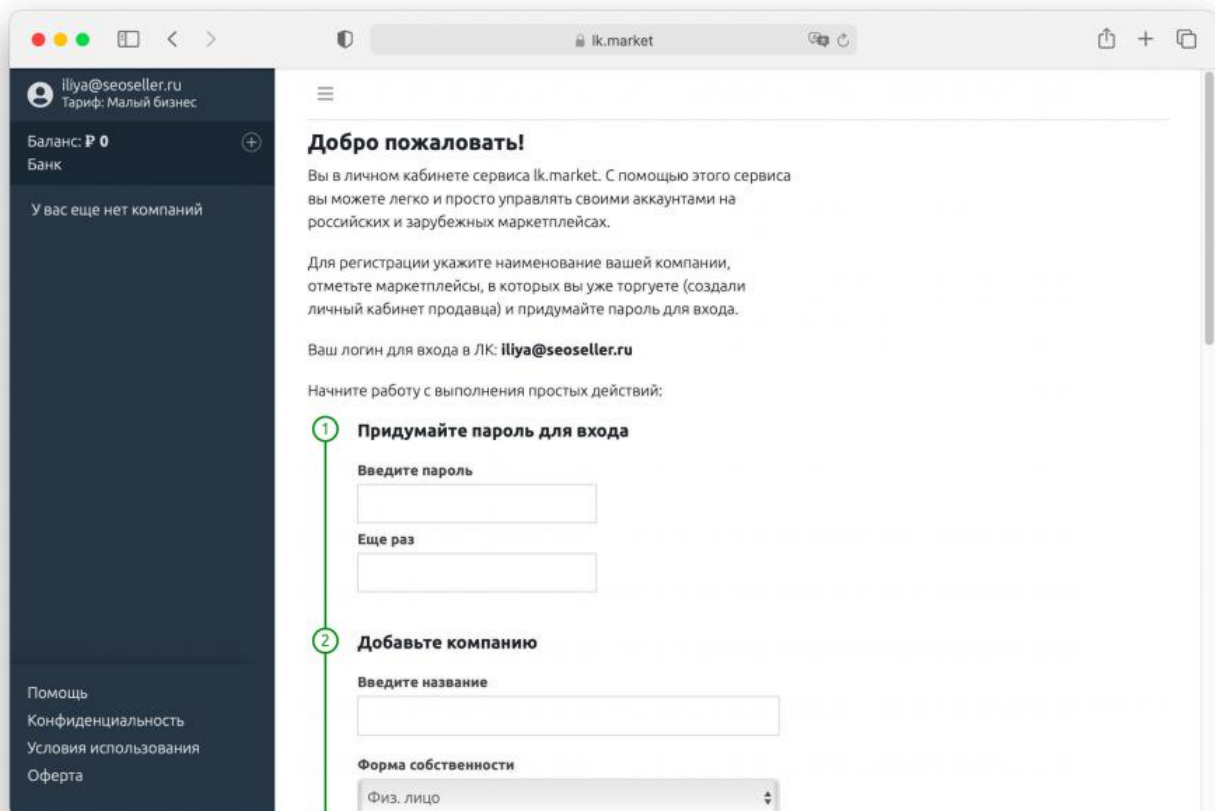 lk.market
iliya@seoseller.ru
Тариф: Малый бизнес
Баланс: ₽ 0
Банк
У вас еще нет компаний
Помощь
Конфиденциальность
Условия использования
Оферта
Добро пожаловать!
Вы в личном кабинете сервиса lk.market. С помощью этого сервиса
вы можете легко и просто управлять своими аккаунтами на
российских и зарубежных маркетплейсах.
Для регистрации укажите наименование вашей компании,
отметьте маркетплейсы, в которых вы уже торгуете (создали
личный кабинет продавца) и придумайте пароль для входа.
Ваш логин для входа в ЛК: iliya@seoseller.ru
Начните работу с выполнения простых действий:
1 Придумайте пароль для входа
Введите пароль
Еще раз
2 Добавьте компанию
Введите название
Форма собственности
Физ. лицо